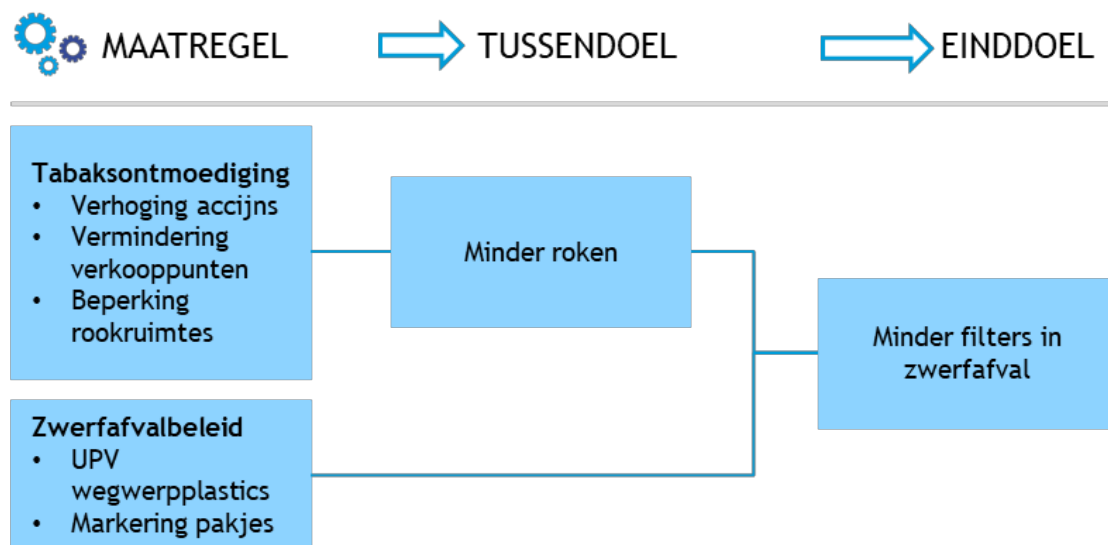 MAATREGEL
TUSSENDOEL
EINDDOEL
Tabaksontmoediging
• Verhoging accijns
• Vermindering
verkooppunten
• Beperking
rookruimtes
Minder roken
Minder filters in
zwerfafval
Zwerfafvalbeleid
• UPV
wegwerpplastics
• Markering pakjes